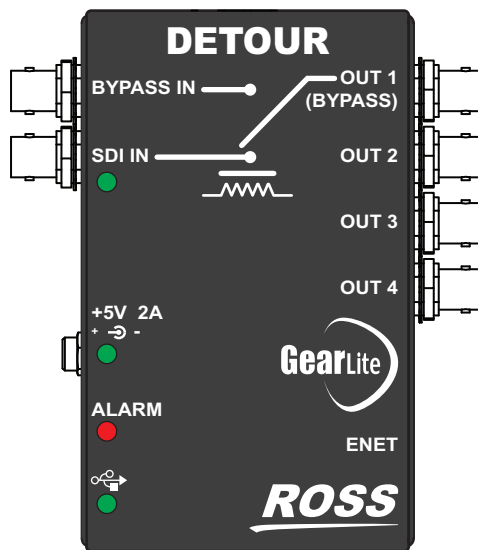 DETOUR
BYPASS IN
OUT 1
(BYPASS)
SDI IN
OUT 2
OUT 3
OUT 4
+5V 2A
+ -
GearLite
ALARM
ENET
ROSS